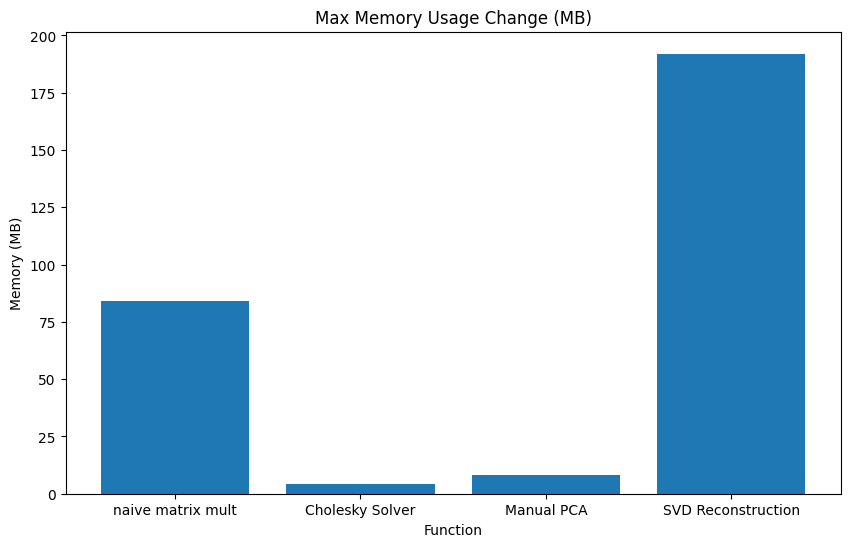 Max Memory Usage Change (MB)
200
175
150
125
100
75
50
25
0
Memory (MB)
naive matrix mult
Cholesky Solver
Manual PCA
SVD Reconstruction
Function